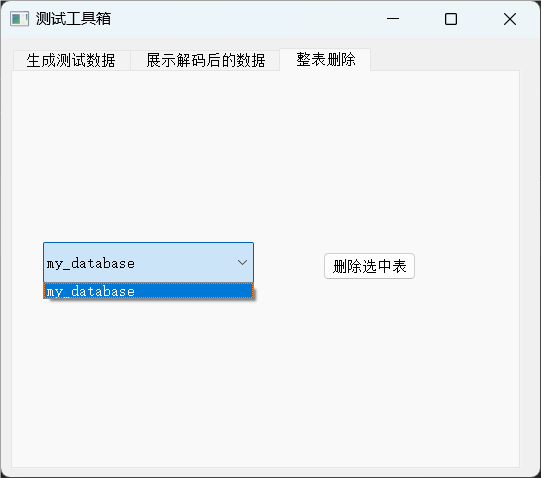 测试工具箱
生成测试数据 展示解码后的数据 整表删除
my_database 删除选中表
my_database